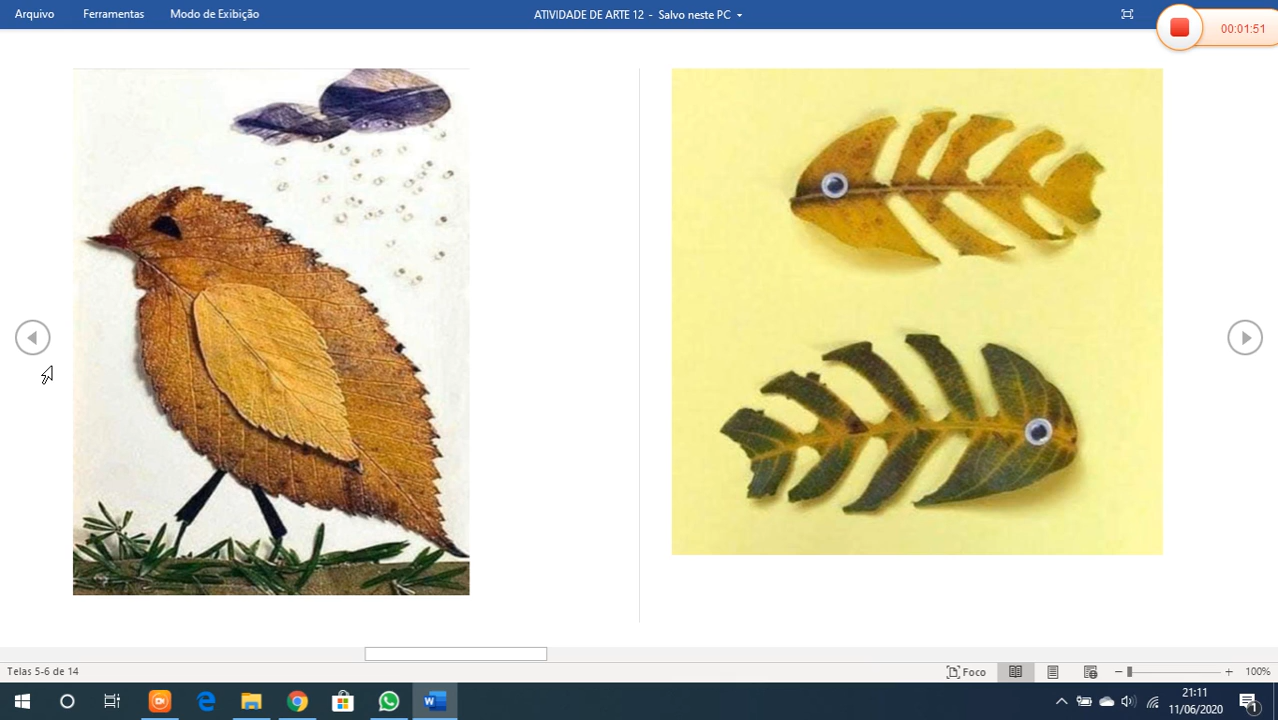 Arquivo Ferramentas Modo de Exibição ATIVIDADE DE ARTE 12 - Salvo neste PC
00:01:51
Telas 5-6 de 14 Foco 100%
21:11
11/06/2020
1